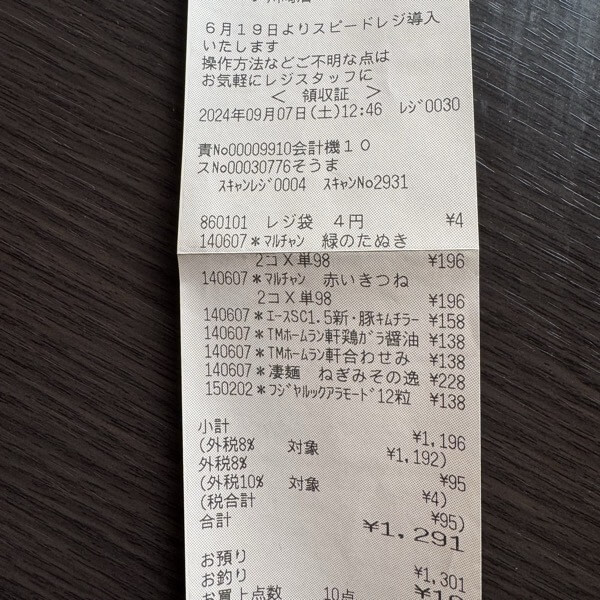 6月19日よりスピードレジ導入
いたします
操作方法などご不明な点は
お気軽にレジスタッフに
< 領収証 >
2024年09月07日(土)12:46 ﾚｼﾞ0030
責No00009910会計機10
スNo00030776そうま
ｽｷｬﾝﾚｼﾞ0004 ｽｷｬﾝNo2931
860101 レジ袋 4円 ¥4
140607*ﾏﾙﾁｬﾝ 緑のたぬき
2コX単98 ¥196
140607*ﾏﾙﾁｬﾝ 赤いきつね
2コX単98 ¥196
140607*ｴｰｽSC1.5新・豚ｷﾑﾁﾗｰ ¥158
140607*TMﾎｰﾑﾗﾝ軒鶏ｶﾞﾗ醤油 ¥138
140607*TMﾎｰﾑﾗﾝ軒合わせみ ¥138
140607*凄麺 ねぎみその逸 ¥228
150202*ﾌｼﾞﾔﾙｯｸｱﾗﾓｰﾄﾞ12粒 ¥138
小計 ¥1,196
(外税8% 対象 ¥1,192)
外税8% ¥95
(外税10% 対象 ¥4)
(税合計 ¥95)
合計 ¥1,291
お預り ¥1,301
お釣り ¥10
お買上点数 10点